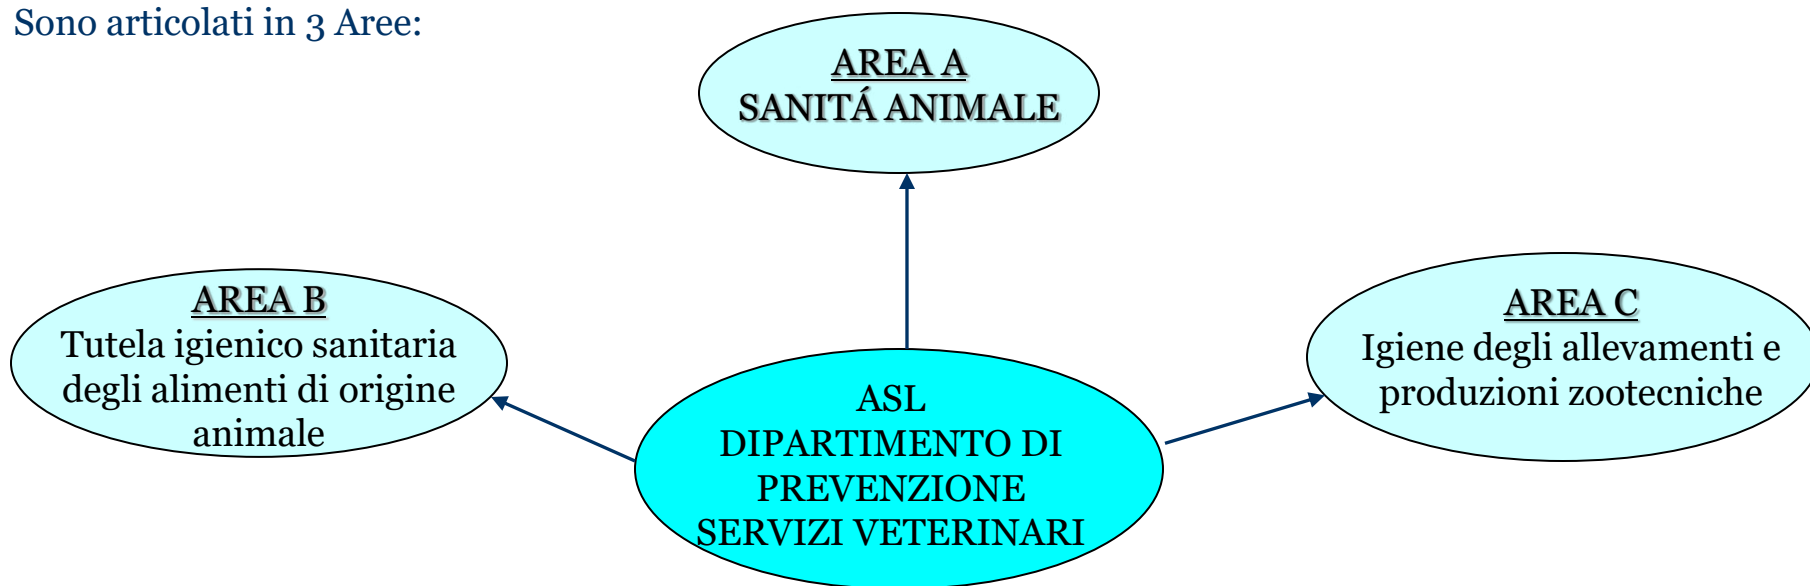 Sono articolati in 3 Aree:
AREA A
SANITÁ ANIMALE
AREA B
Tutela igienico sanitaria
degli alimenti di origine
animale
AREA C
Igiene degli allevamenti e
produzioni zootecniche
ASL
DIPARTIMENTO DI
PREVENZIONE
SERVIZI VETERINARI